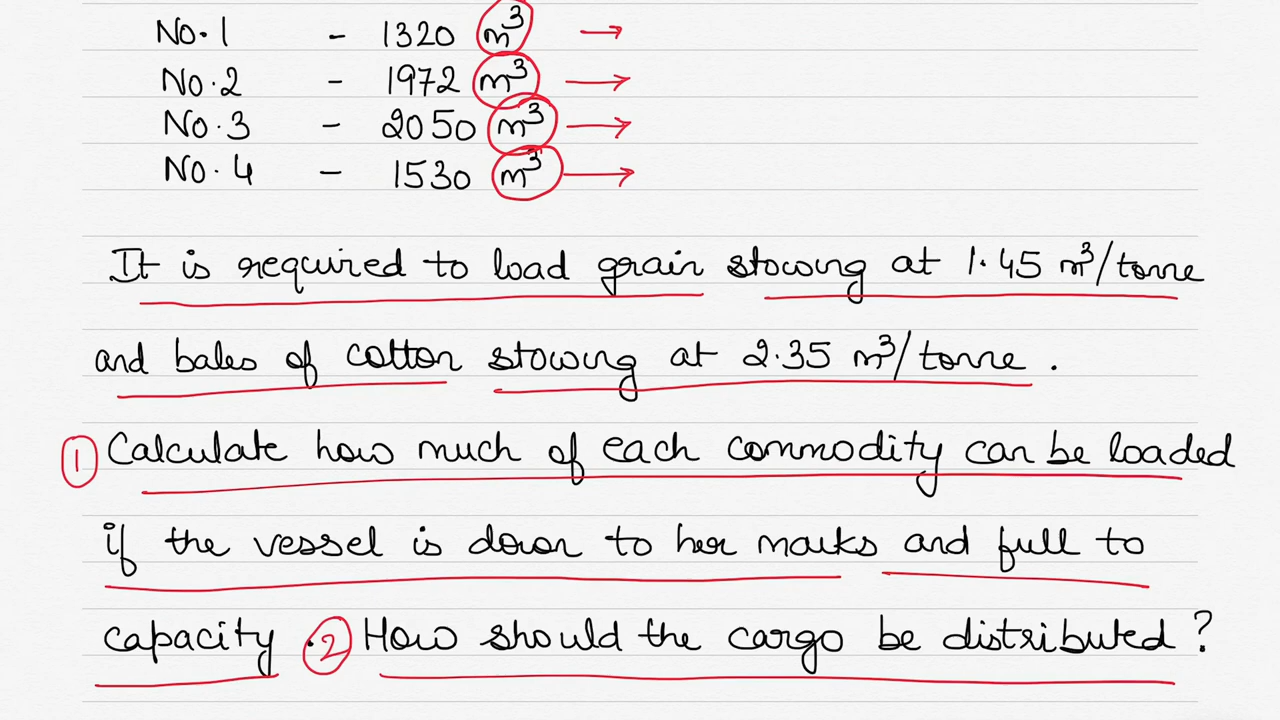 No.1 - 1320 m³ →
No.2 - 1972 m³ →
No.3 - 2050 m³ →
No.4 - 1530 m³ →
It is required to load grain stowing at 1.45 m³/tonne
and bales of cotton stowing at 2.35 m³/tonne.
① Calculate how much of each commodity can be loaded
if the vessel is down to her marks and full to
capacity. ② How should the cargo be distributed?